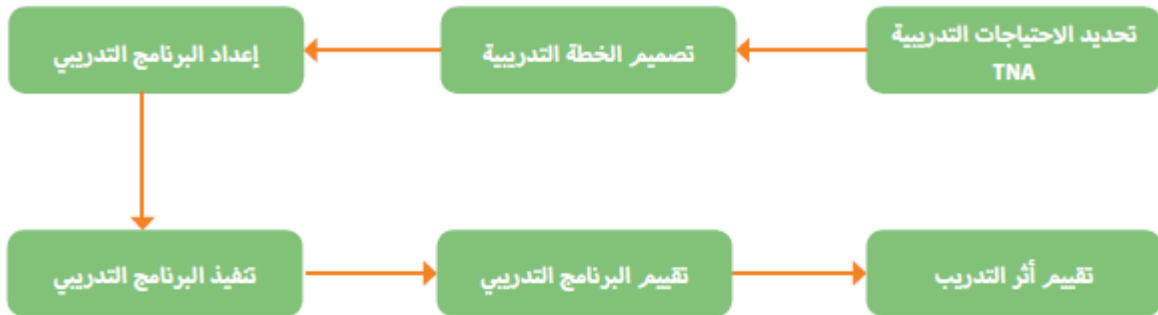 تحديد الاحتياجات التدريبية
TNA
تصميم الخطة التدريبية
إعداد البرنامج التدريبي
تنفيذ البرنامج التدريبي
تقييم البرنامج التدريبي
تقييم أثر التدريب